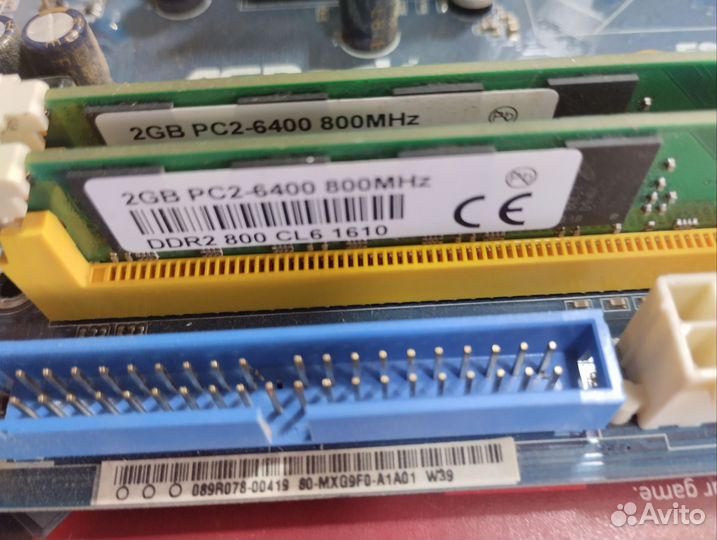 2GB PC2-6400 800MHz
2GB PC2-6400 800MHz
DDR2 800 CL6 1610
CE
089R078-00419 80-MXG9F0-A1A01 W39
ur game.
Avito